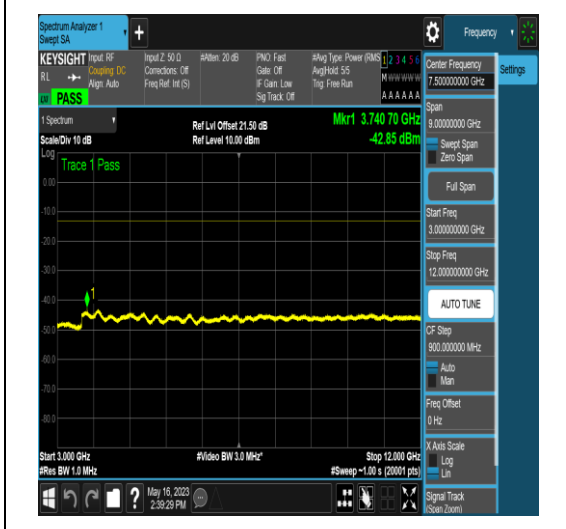 Spectrum Analyzer 1
Swept SA
+
Frequency
KEYSIGHT
RL
PASS
Input: RF
Coupling: DC
Align: Auto
Input Z: 50 Ω
Corrections: Off
Freq Ref: Int (S)
#Atten: 20 dB
PNO: Fast
Gate: Off
IF Gain: Low
Sig Track: Off
#Avg Type: Power (RMS
Avg|Hold: 5/5
Trig: Free Run
1 2 3 4 5 6
M W W W W W
A A A A A A
1 Spectrum
Scale/Div 10 dB
Ref Lvl Offset 21.50 dB
Ref Level 10.00 dBm
Mkr1 3.740 70 GHz
-42.85 dBm
Log
Trace 1 Pass
0.00
-10.0
-20.0
-30.0
-40.0
-50.0
-60.0
-70.0
-80.0
1
Start 3.000 GHz
#Res BW 1.0 MHz
#Video BW 3.0 MHz*
Stop 12.000 GHz
#Sweep ~1.00 s (20001 pts)
May 16, 2023
2:39:29 PM
?
Center Frequency
7.500000000 GHz
Settings
Span
9.00000000 GHz
Swept Span
Zero Span
Full Span
Start Freq
3.000000000 GHz
Stop Freq
12.000000000 GHz
AUTO TUNE
CF Step
900.000000 MHz
Auto
Man
Freq Offset
0 Hz
X Axis Scale
Log
Lin
Signal Track
(Span Zoom)